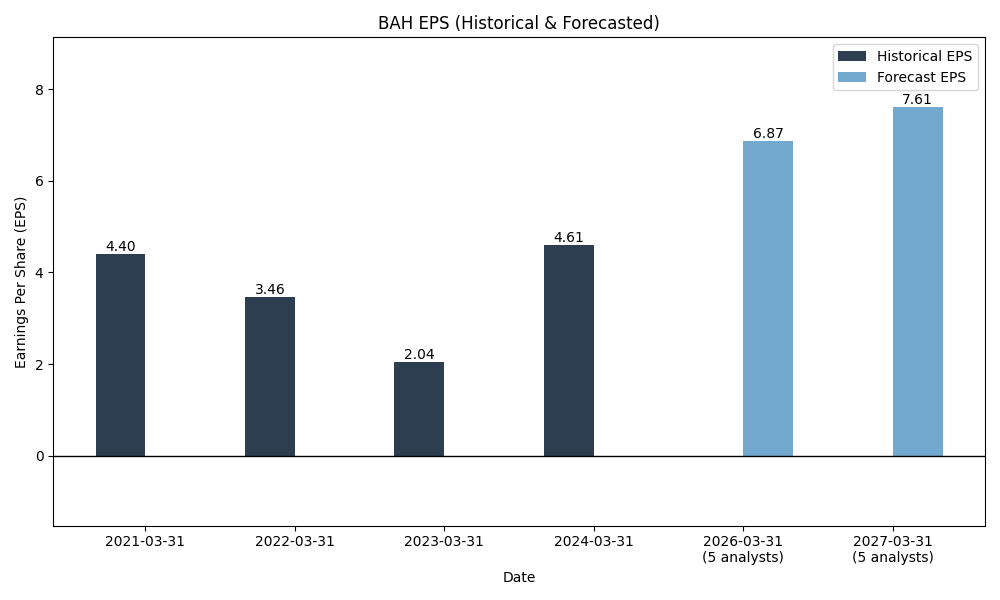 BAH EPS (Historical & Forecasted)
Historical EPS
Forecast EPS
Earnings Per Share (EPS)
8
6
4
2
0
4.40
3.46
2.04
4.61
6.87
7.61
2021-03-31
2022-03-31
2023-03-31
2024-03-31
2026-03-31
(5 analysts)
2027-03-31
(5 analysts)
Date